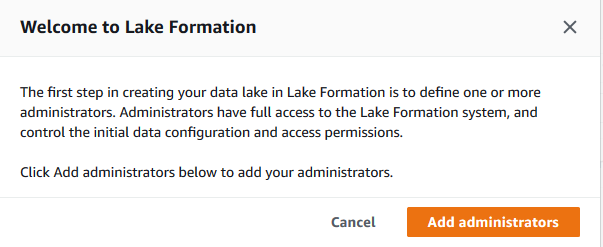 Welcome to Lake Formation
The first step in creating your data lake in Lake Formation is to define one or more
administrators. Administrators have full access to the Lake Formation system, and
control the initial data configuration and access permissions.
Click Add administrators below to add your administrators.
Cancel
Add administrators